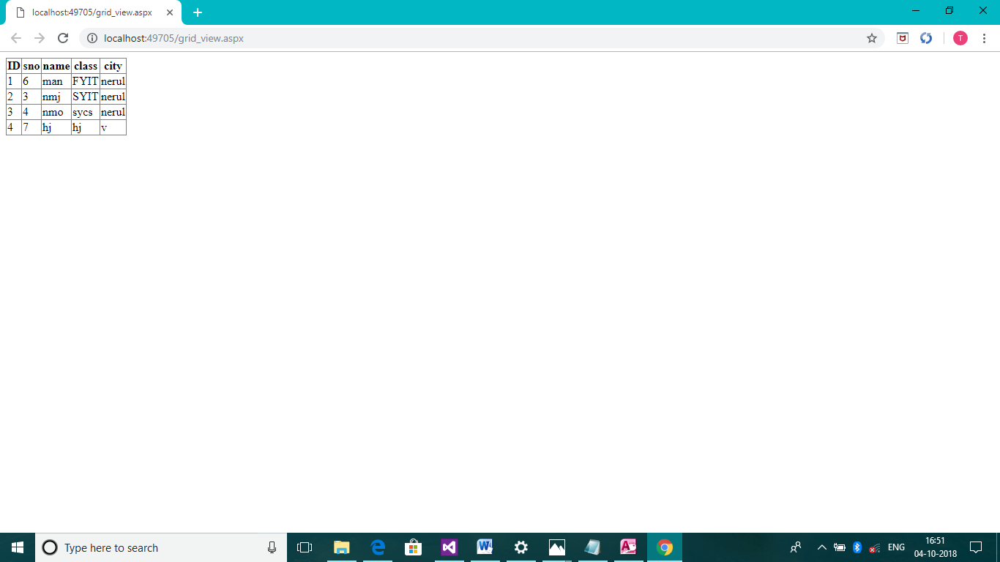 localhost:49705/grid_view.aspx
localhost:49705/grid_view.aspx
T
ID sno name class city
1 6 man FYIT nerul
2 3 nmj SYIT nerul
3 4 nmo sycs nerul
4 7 hj hj v
Type here to search
ENG
16:51
04-10-2018